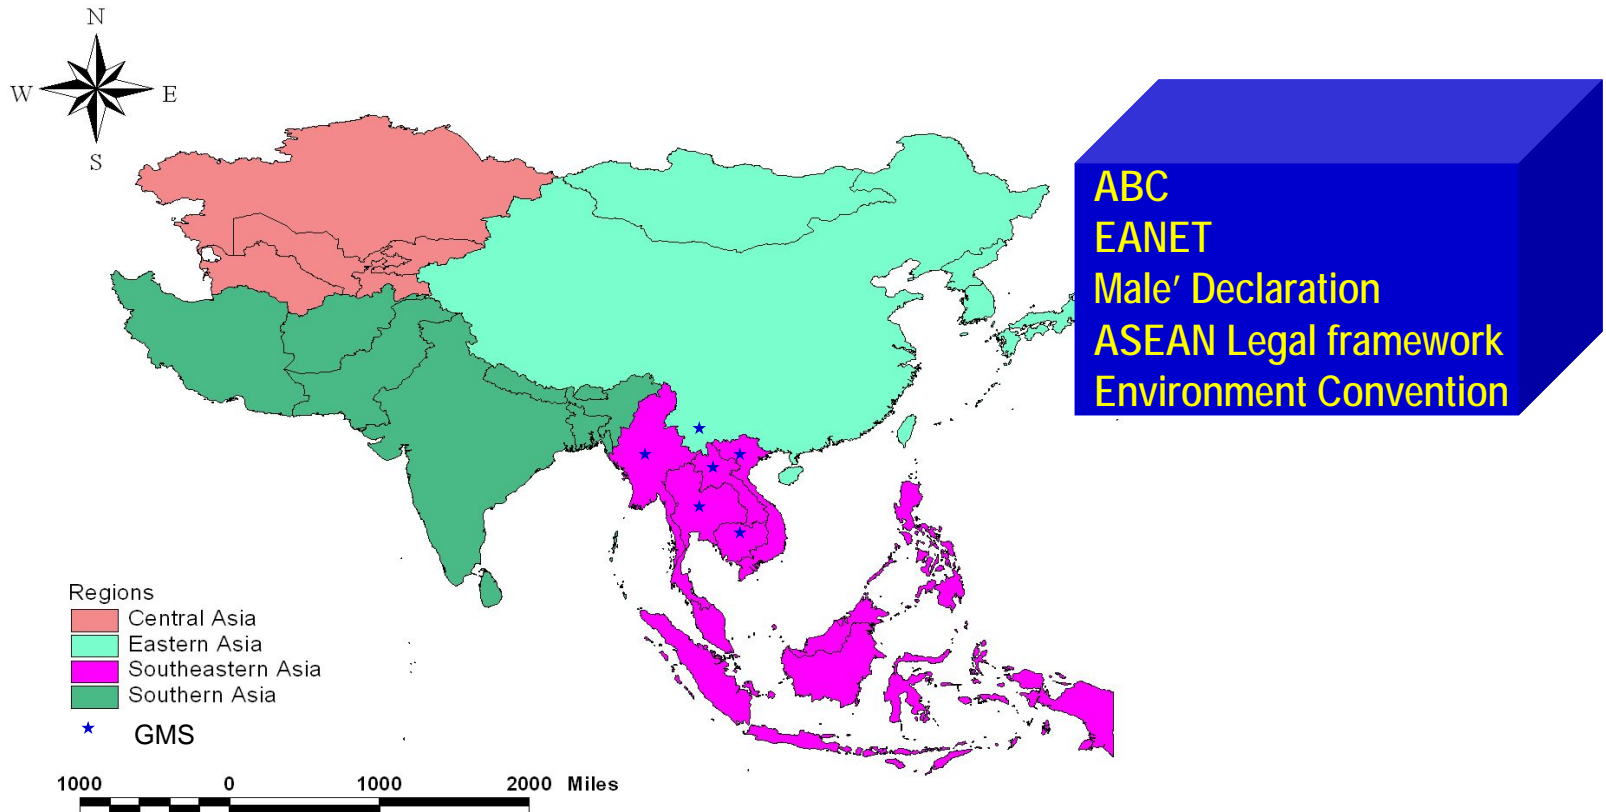 N
W
E
S
ABC
EANET
Male’ Declaration
ASEAN Legal framework
Environment Convention
Regions
Central Asia
Eastern Asia
Southeastern Asia
Southern Asia
GMS
1000 0 1000 2000 Miles